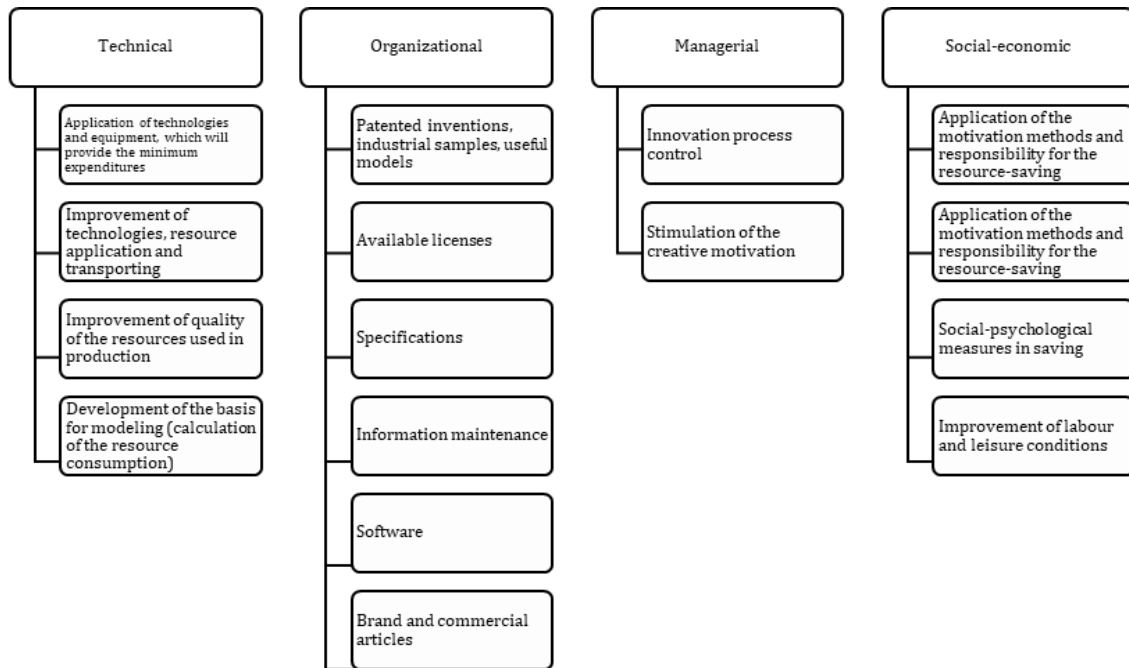 Technical
Application of technologies
and equipment, which will
provide the minimum
expenditures
Improvement of
technologies, resource
application and
transporting
Improvement of quality
of the resources used in
production
Development of the basis
for modeling (calculation
of the resource
consumption)
Organizational
Patented inventions,
industrial samples, useful
models
Available licenses
Specifications
Information maintenance
Software
Brand and commercial
articles
Managerial
Innovation process
control
Stimulation of the
creative motivation
Social-economic
Application of the
motivation methods and
responsibility for the
resource-saving
Application of the
motivation methods and
responsibility for the
resource-saving
Social-psychological
measures in saving
Improvement of labour
and leisure conditions